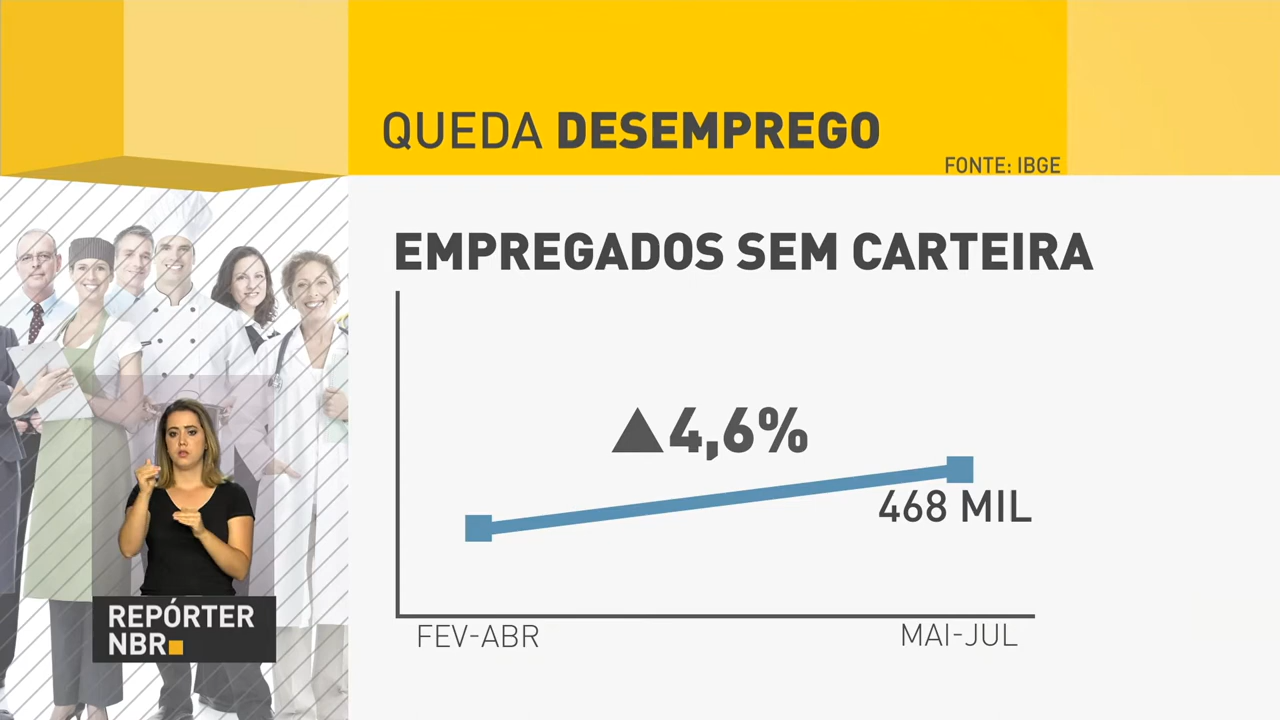 QUEDA DESEMPREGO
FONTE: IBGE
EMPREGADOS SEM CARTEIRA
▲4,6%
468 MIL
FEV-ABR
MAI-JUL
REPÓRTER
NBR